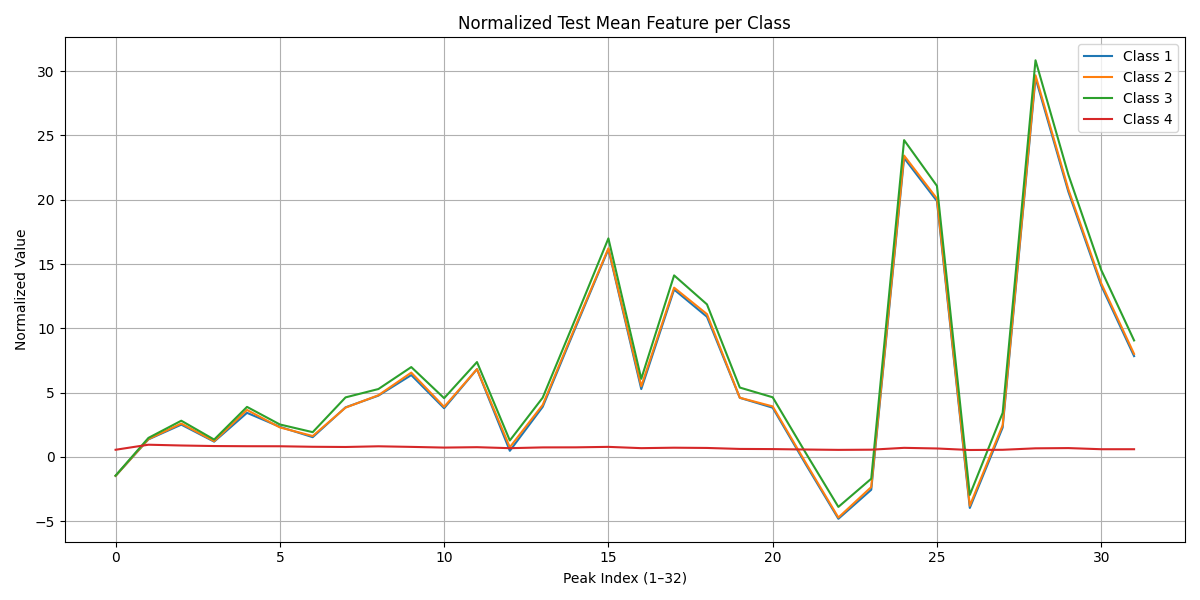 Normalized Test Mean Feature per Class
Normalized Value
30
25
20
15
10
5
0
−5
Class 1
Class 2
Class 3
Class 4
0 5 10 15 20 25 30
Peak Index (1–32)